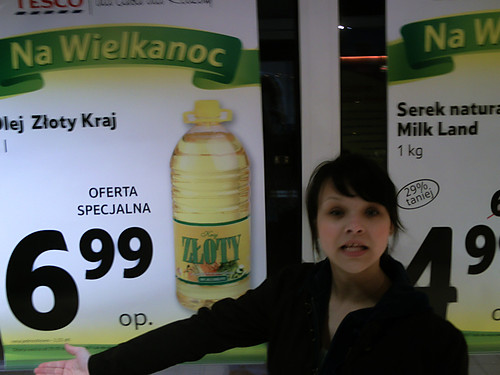 TESCO
Na Wielkanoc
Olej Złoty Kraj
OFERTA
SPECJALNA
6 99
op.
ZŁOTY
Na W
Serek natura
Milk Land
1 kg
29%
taniej
4 9